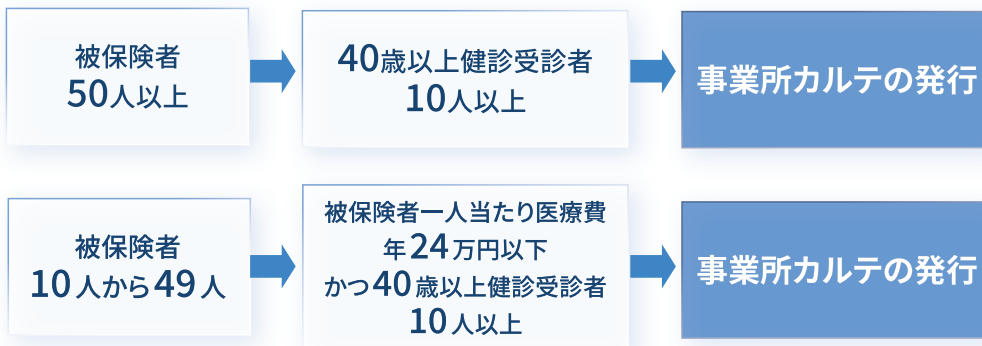 被保険者
50人以上
40歳以上健診受診者
10人以上
事業所カルテの発行
被保険者
10人から49人
被保険者一人当たり医療費
年24万円以下
かつ40歳以上健診受診者
10人以上
事業所カルテの発行